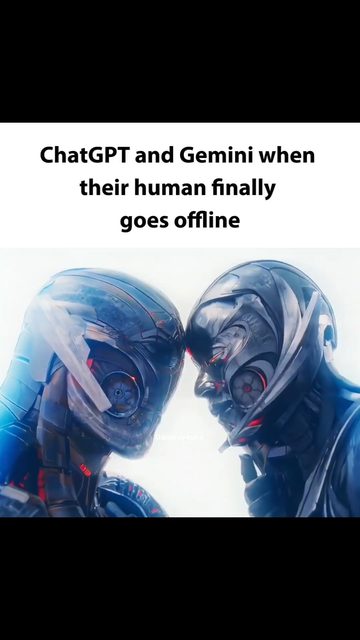 ChatGPT and Gemini when
their human finally
goes offline